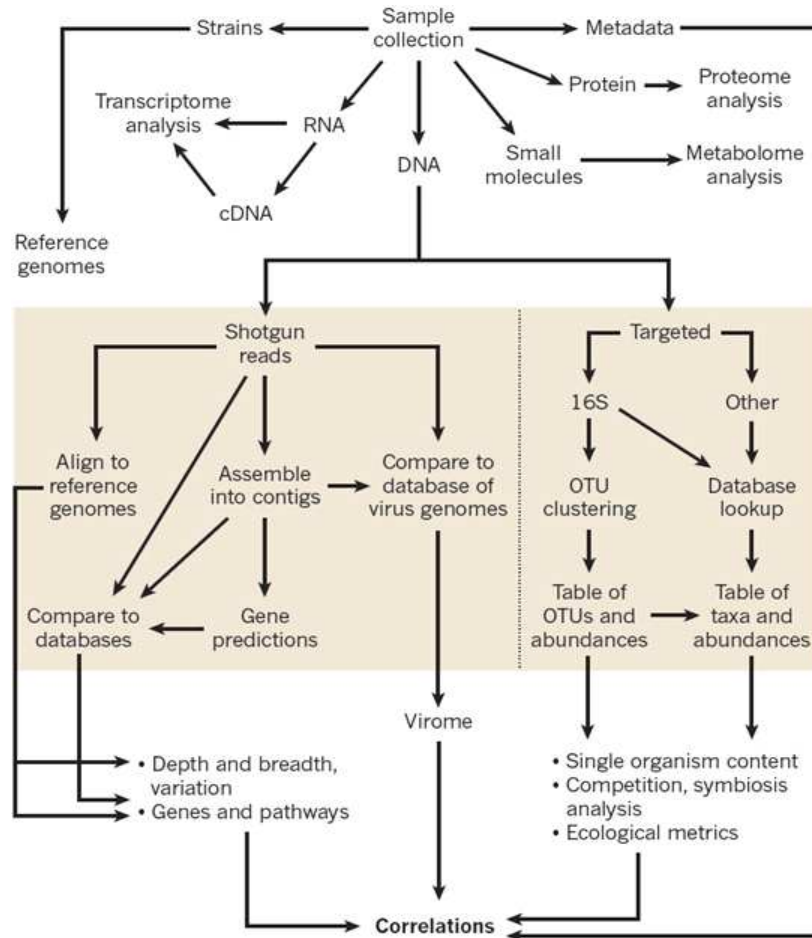 Strains
Sample
collection
Metadata
Transcriptome
analysis
RNA
cDNA
DNA
Protein
Proteome
analysis
Small
molecules
Metabolome
analysis
Reference
genomes
Shotgun
reads
Targeted
16S
Other
Align to
reference
genomes
Assemble
into contigs
Compare to
database of
virus genomes
OTU
clustering
Database
lookup
Compare to
databases
Gene
predictions
Table of
OTUs and
abundances
Table of
taxa and
abundances
Virome
• Depth and breadth,
variation
• Genes and pathways
• Single organism content
• Competition, symbiosis
analysis
• Ecological metrics
Correlations